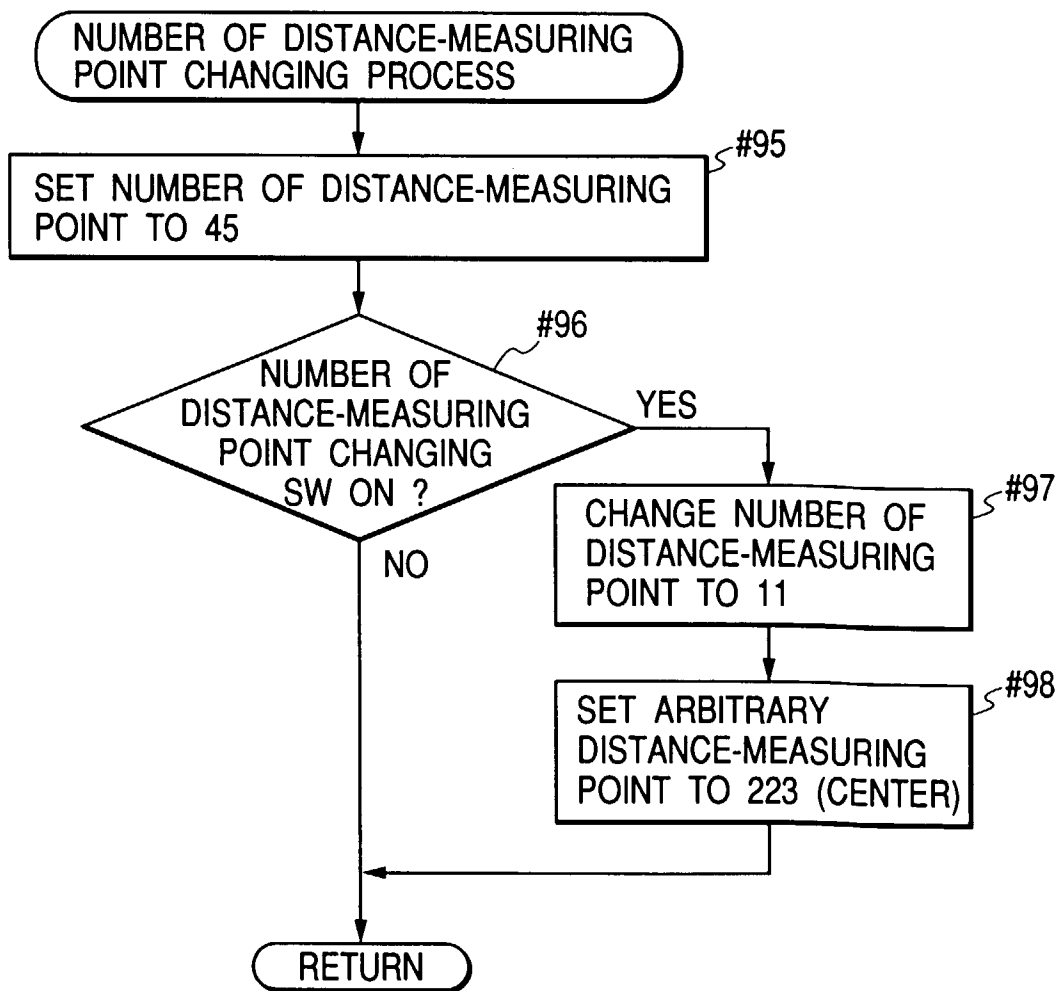 NUMBER OF DISTANCE-MEASURING
POINT CHANGING PROCESS
#95
SET NUMBER OF DISTANCE-MEASURING
POINT TO 45
#96
NUMBER OF
DISTANCE-MEASURING
POINT CHANGING
SW ON ?
YES
NO
#97
CHANGE NUMBER OF
DISTANCE-MEASURING
POINT TO 11
#98
SET ARBITRARY
DISTANCE-MEASURING
POINT TO 223 (CENTER)
RETURN